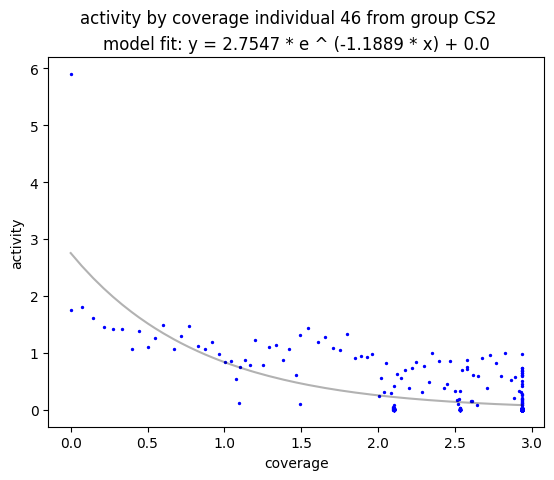 activity by coverage individual 46 from group CS2
model fit: y = 2.7547 * e ^ (-1.1889 * x) + 0.0
6
5
4
3
2
1
0
activity
0.0 0.5 1.0 1.5 2.0 2.5 3.0
coverage